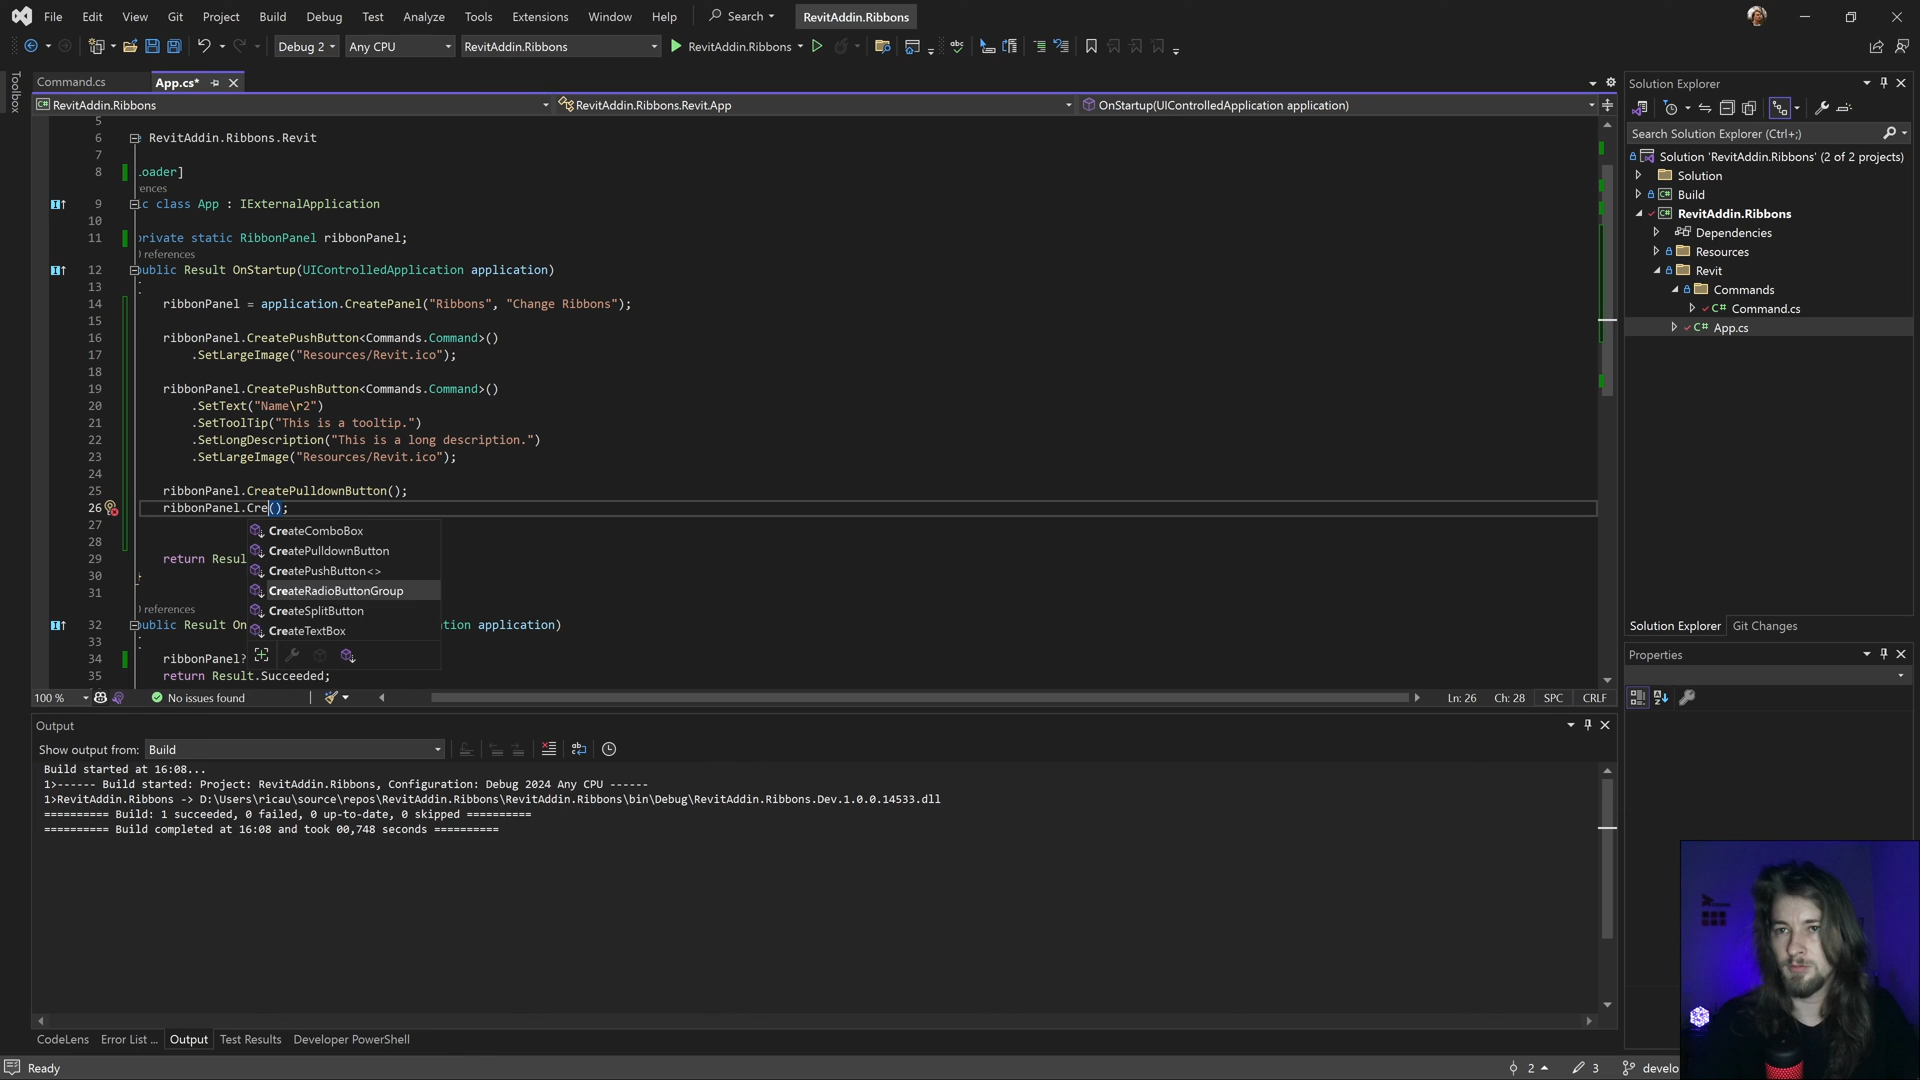 File Edit View Git Project Build Debug Test Analyze Tools Extensions Window Help Search RevitAddin.Ribbons
Debug 2 Any CPU RevitAddin.Ribbons RevitAddin.Ribbons
Toolbox
Command.cs App.cs*
RevitAddin.Ribbons RevitAddin.Ribbons.Revit.App OnStartup(UIControlledApplication application)
5
6 RevitAddin.Ribbons.Revit
7
8 .oader]
ences
9 c class App : IExternalApplication
10
11 private static RibbonPanel ribbonPanel;
0 references
12 public Result OnStartup(UIControlledApplication application)
13
14 ribbonPanel = application.CreatePanel("Ribbons", "Change Ribbons");
15
16 ribbonPanel.CreatePushButton<Commands.Command>()
17 .SetLargeImage("Resources/Revit.ico");
18
19 ribbonPanel.CreatePushButton<Commands.Command>()
20 .SetText("Name\r2")
21 .SetToolTip("This is a tooltip.")
22 .SetLongDescription("This is a long description.")
23 .SetLargeImage("Resources/Revit.ico");
24
25 ribbonPanel.CreatePulldownButton();
26 ribbonPanel.Cre();
27
28
29 return Resul
30 }
31
0 references
32 public Result On tion application)
33
34 ribbonPanel?
35 return Result.Succeeded;
CreateComboBox
CreatePulldownButton
CreatePushButton<>
CreateRadioButtonGroup
CreateSplitButton
CreateTextBox
100 % No issues found Ln: 26 Ch: 28 SPC CRLF
Output
Show output from: Build
Build started at 16:08...
1>------ Build started: Project: RevitAddin.Ribbons, Configuration: Debug 2024 Any CPU ------
1>RevitAddin.Ribbons -> D:\Users\ricau\source\repos\RevitAddin.Ribbons\RevitAddin.Ribbons\bin\Debug\RevitAddin.Ribbons.Dev.1.0.0.14533.dll
========== Build: 1 succeeded, 0 failed, 0 up-to-date, 0 skipped ==========
========== Build completed at 16:08 and took 00,748 seconds ==========
CodeLens Error List ... Output Test Results Developer PowerShell
Ready 2 3 develo
Solution Explorer
Search Solution Explorer (Ctrl+;)
Solution 'RevitAddin.Ribbons' (2 of 2 projects)
Solution
Build
RevitAddin.Ribbons
Dependencies
Resources
Revit
Commands
C# Command.cs
C# App.cs
Solution Explorer Git Changes
Properties